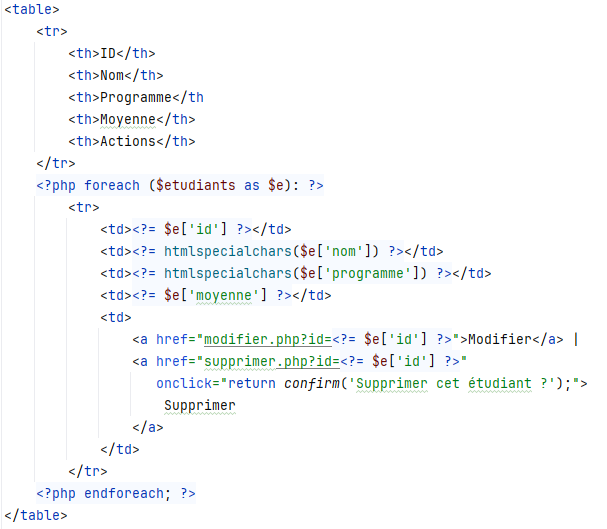 <table>
<tr>
<th>ID</th>
<th>Nom</th>
<th>Programme</th
<th>Moyenne</th>
<th>Actions</th>
</tr>
<?php foreach ($etudiants as $e): ?>
<tr>
<td><?= $e['id'] ?></td>
<td><?= htmlspecialchars($e['nom']) ?></td>
<td><?= htmlspecialchars($e['programme']) ?></td>
<td><?= $e['moyenne'] ?></td>
<td>
<a href="modifier.php?id=<?= $e['id'] ?>">Modifier</a> |
<a href="supprimer.php?id=<?= $e['id'] ?>"
onclick="return confirm('Supprimer cet étudiant ?');">
Supprimer
</a>
</td>
</tr>
<?php endforeach; ?>
</table>